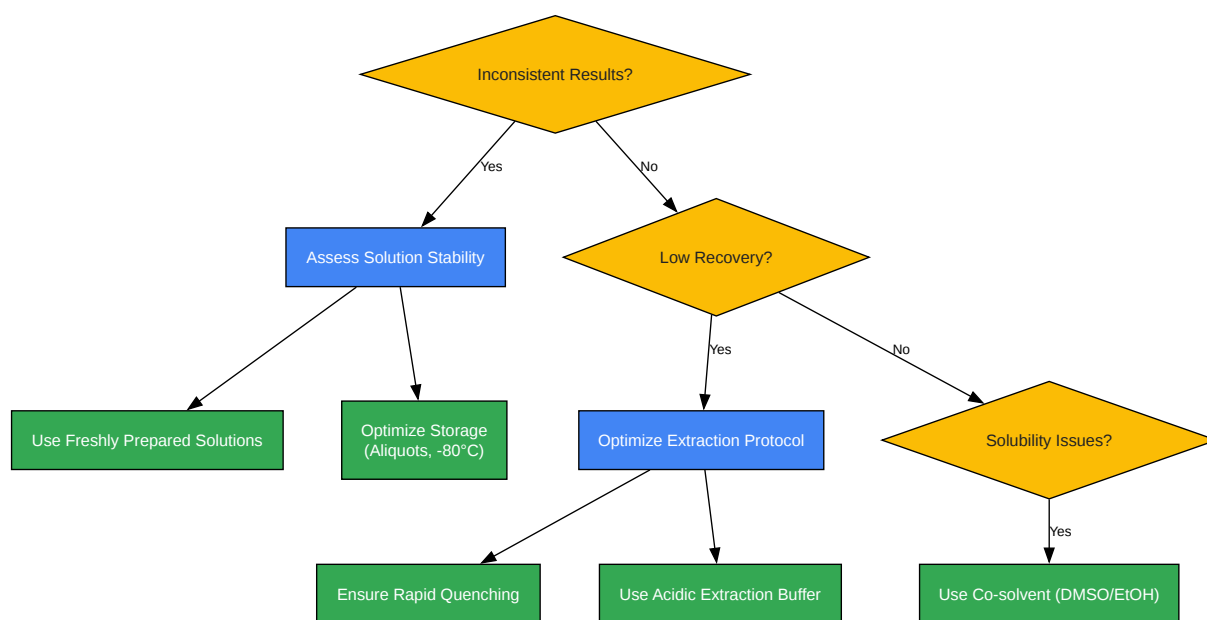 Inconsistent Results?
Yes
No
Assess Solution Stability
Low Recovery?
Yes
No
Use Freshly Prepared Solutions
Optimize Storage
(Aliquots, -80°C)
Optimize Extraction Protocol
Solubility Issues?
Yes
Ensure Rapid Quenching
Use Acidic Extraction Buffer
Use Co-solvent (DMSO/EtOH)